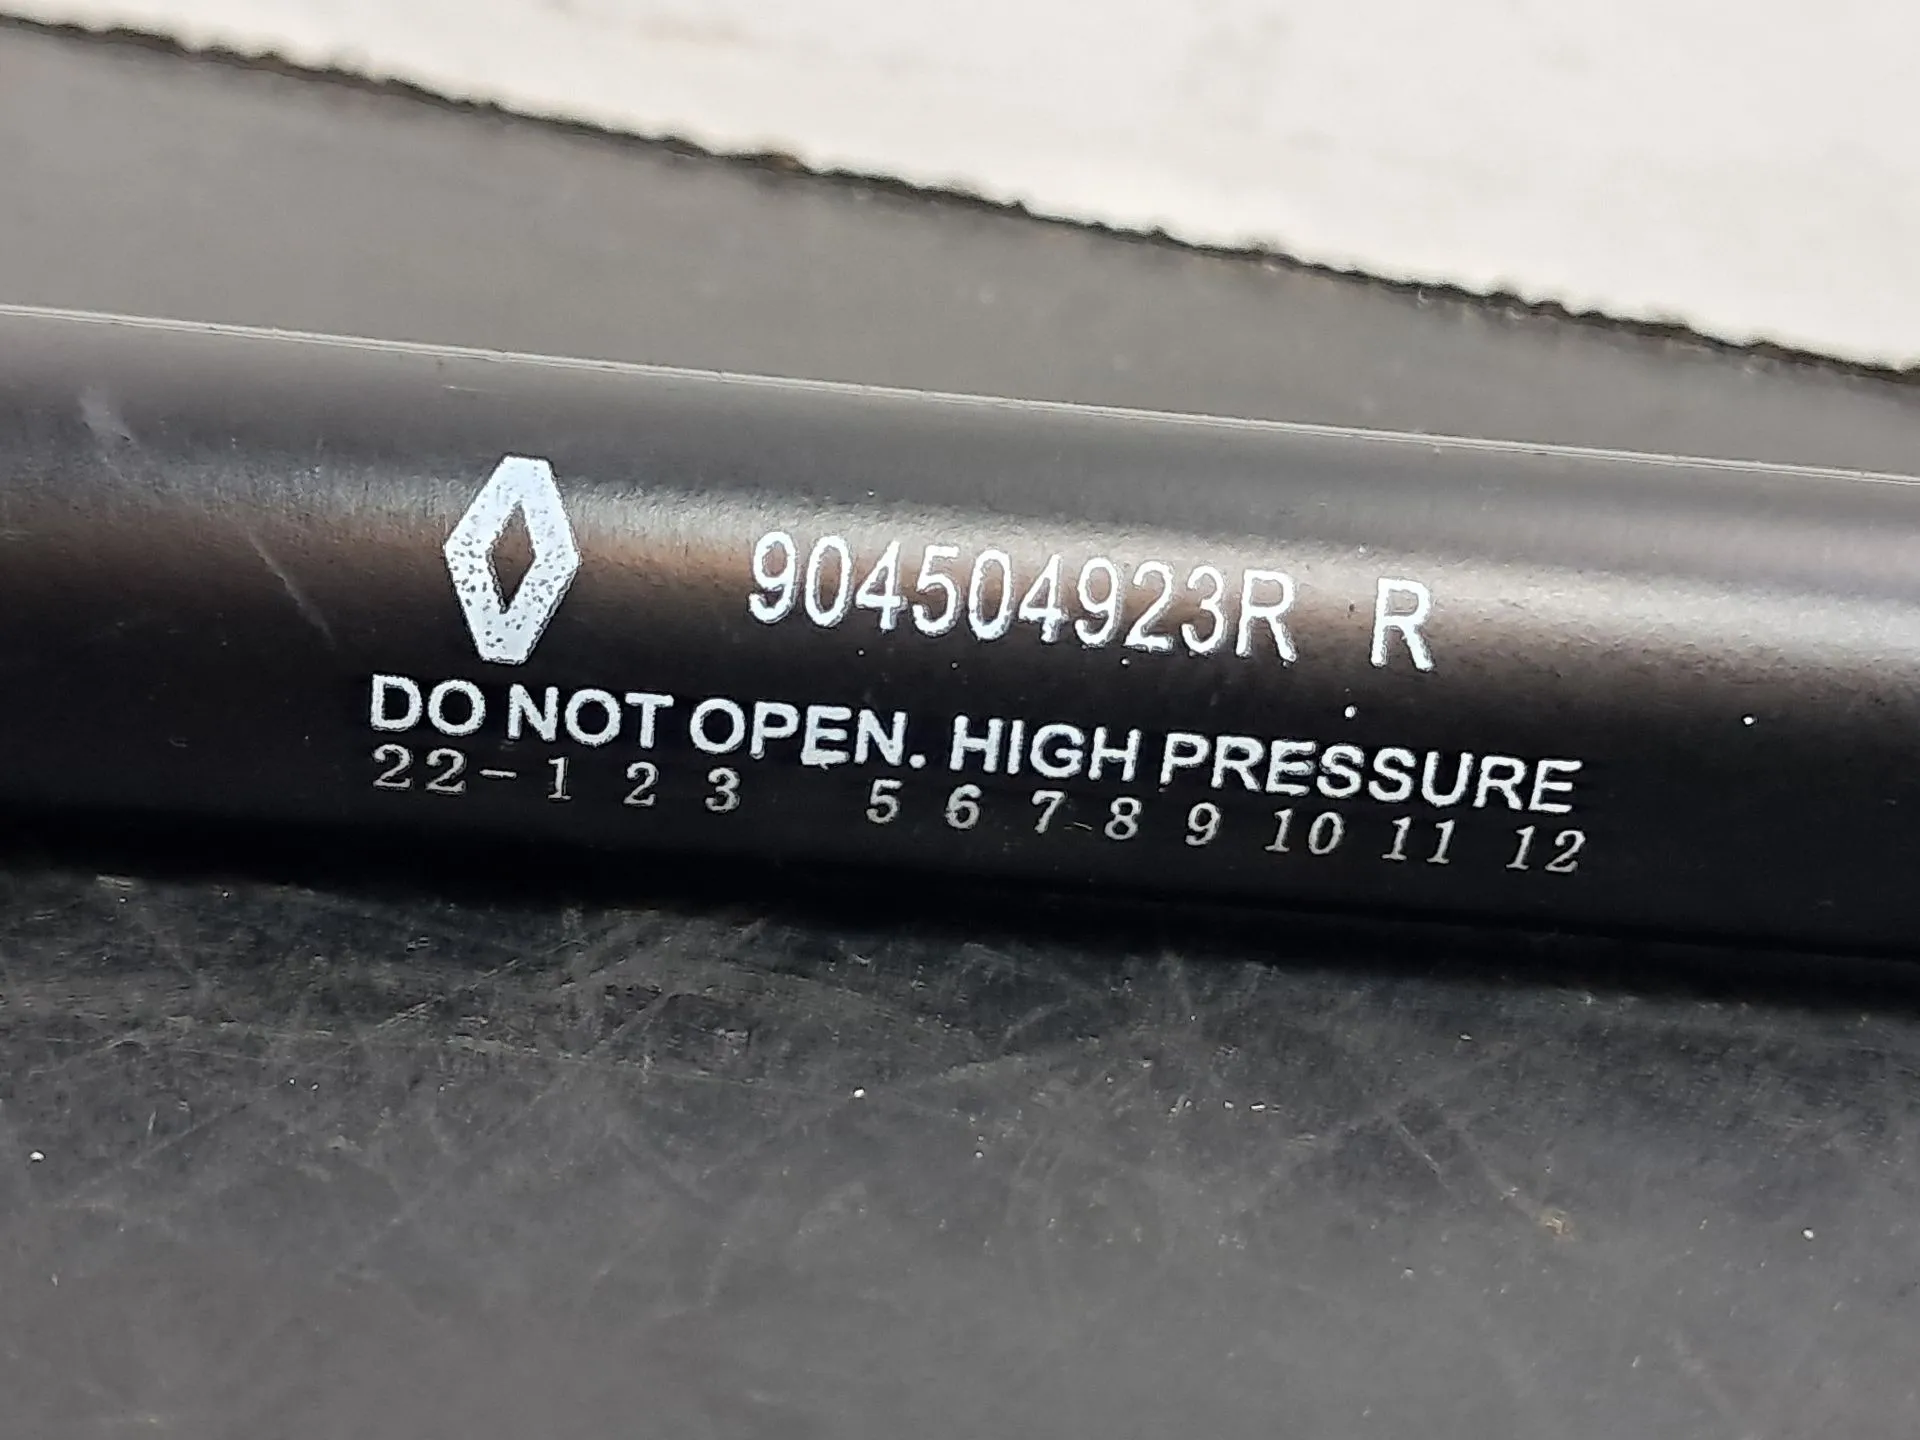 904504923R R
DO NOT OPEN. HIGH PRESSURE
22-1 2 3 5 6 7-8 9 10 11 12